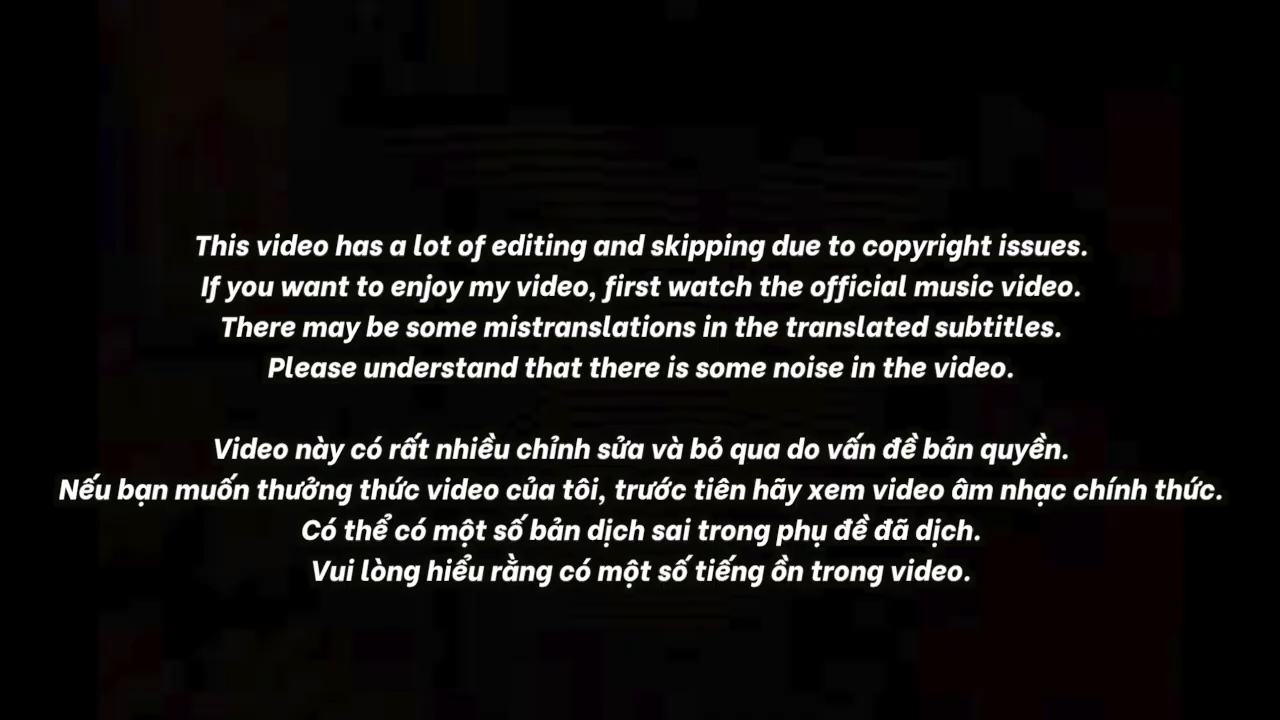 This video has a lot of editing and skipping due to copyright issues.
If you want to enjoy my video, first watch the official music video.
There may be some mistranslations in the translated subtitles.
Please understand that there is some noise in the video.
Video này có rất nhiều chỉnh sửa và bỏ qua do vấn đề bản quyền.
Nếu bạn muốn thưởng thức video của tôi, trước tiên hãy xem video âm nhạc chính thức.
Có thể có một số bản dịch sai trong phụ đề đã dịch.
Vui lòng hiểu rằng có một số tiếng ồn trong video.